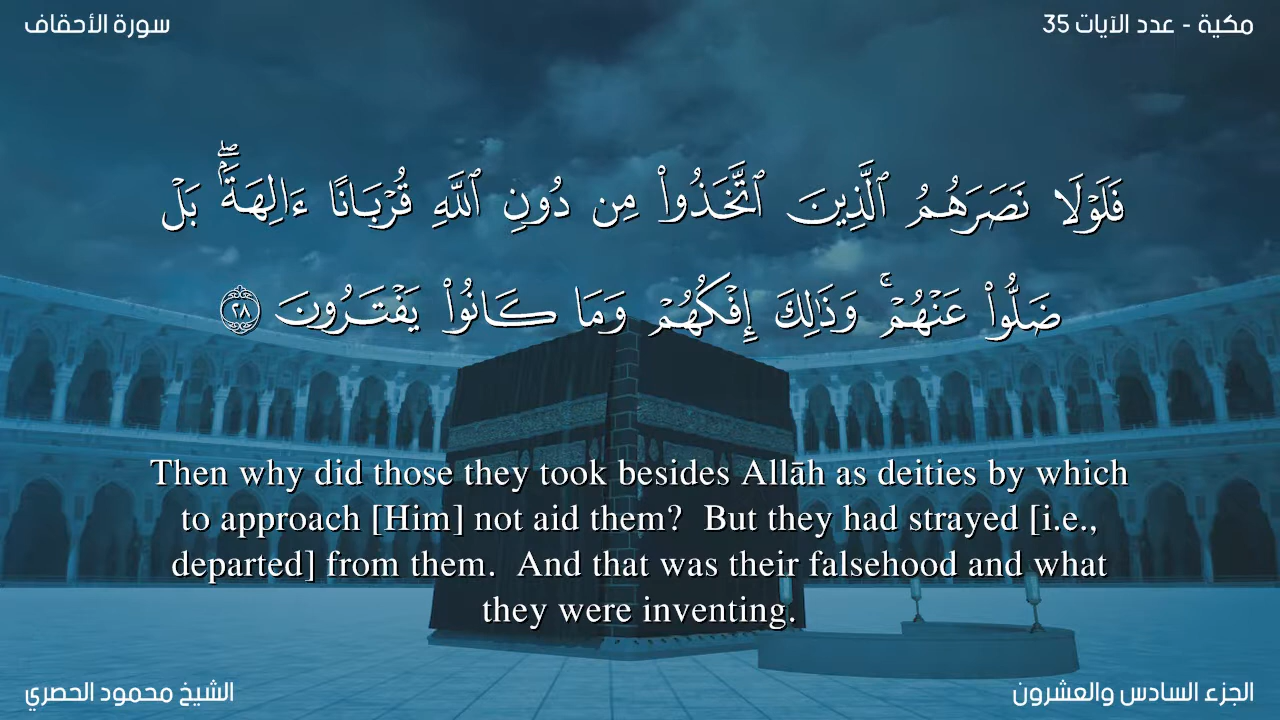 مكية - عدد الآيات 35
سورة الأحقاف
فَلَوْلَا نَصَرَهُمُ ٱلَّذِينَ ٱتَّخَذُوا۟ مِن دُونِ ٱللَّهِ قُرْبَانًا ءَالِهَةًۢ ۖ بَلْ
ضَلُّوا۟ عَنْهُمْ ۚ وَذَٰلِكَ إِفْكُهُمْ وَمَا كَانُوا۟ يَفْتَرُونَ ٢٨
Then why did those they took besides Allāh as deities by which
to approach [Him] not aid them?  But they had strayed [i.e.,
departed] from them.  And that was their falsehood and what
they were inventing.
الجزء السادس والعشرون
الشيخ محمود الحصري